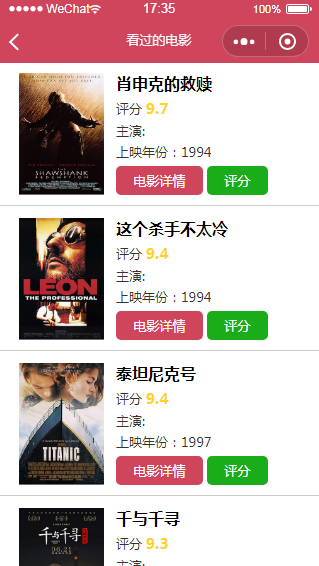 WeChat 17:35 100%
看过的电影
肖申克的救赎
评分 9.7
主演:
上映年份：1994
电影详情 评分
SHAWSHANK
REDEMPTION
这个杀手不太冷
评分 9.4
主演:
上映年份：1994
电影详情 评分
LEON
THE PROFESSIONAL
泰坦尼克号
评分 9.4
主演:
上映年份：1997
电影详情 评分
TITANIC
千与千寻
评分 9.3
主演:
千与千寻